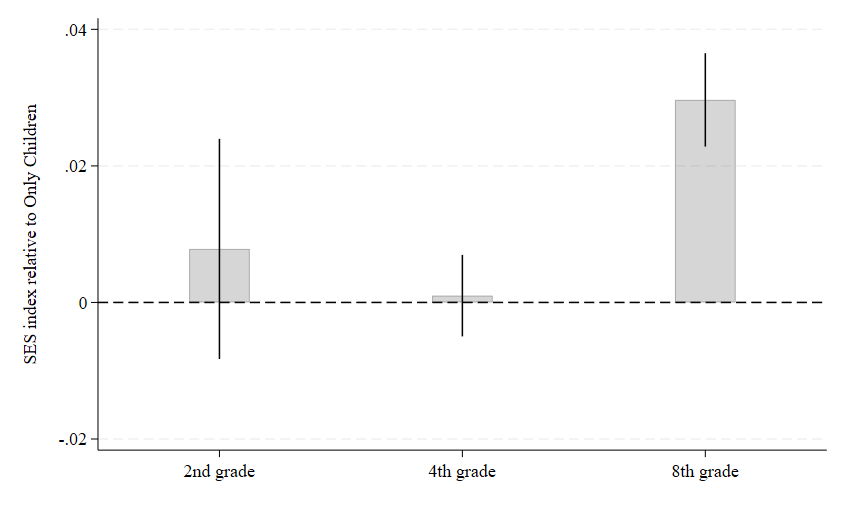 SES index relative to Only Children
.04
.02
0
-.02
2nd grade
4th grade
8th grade